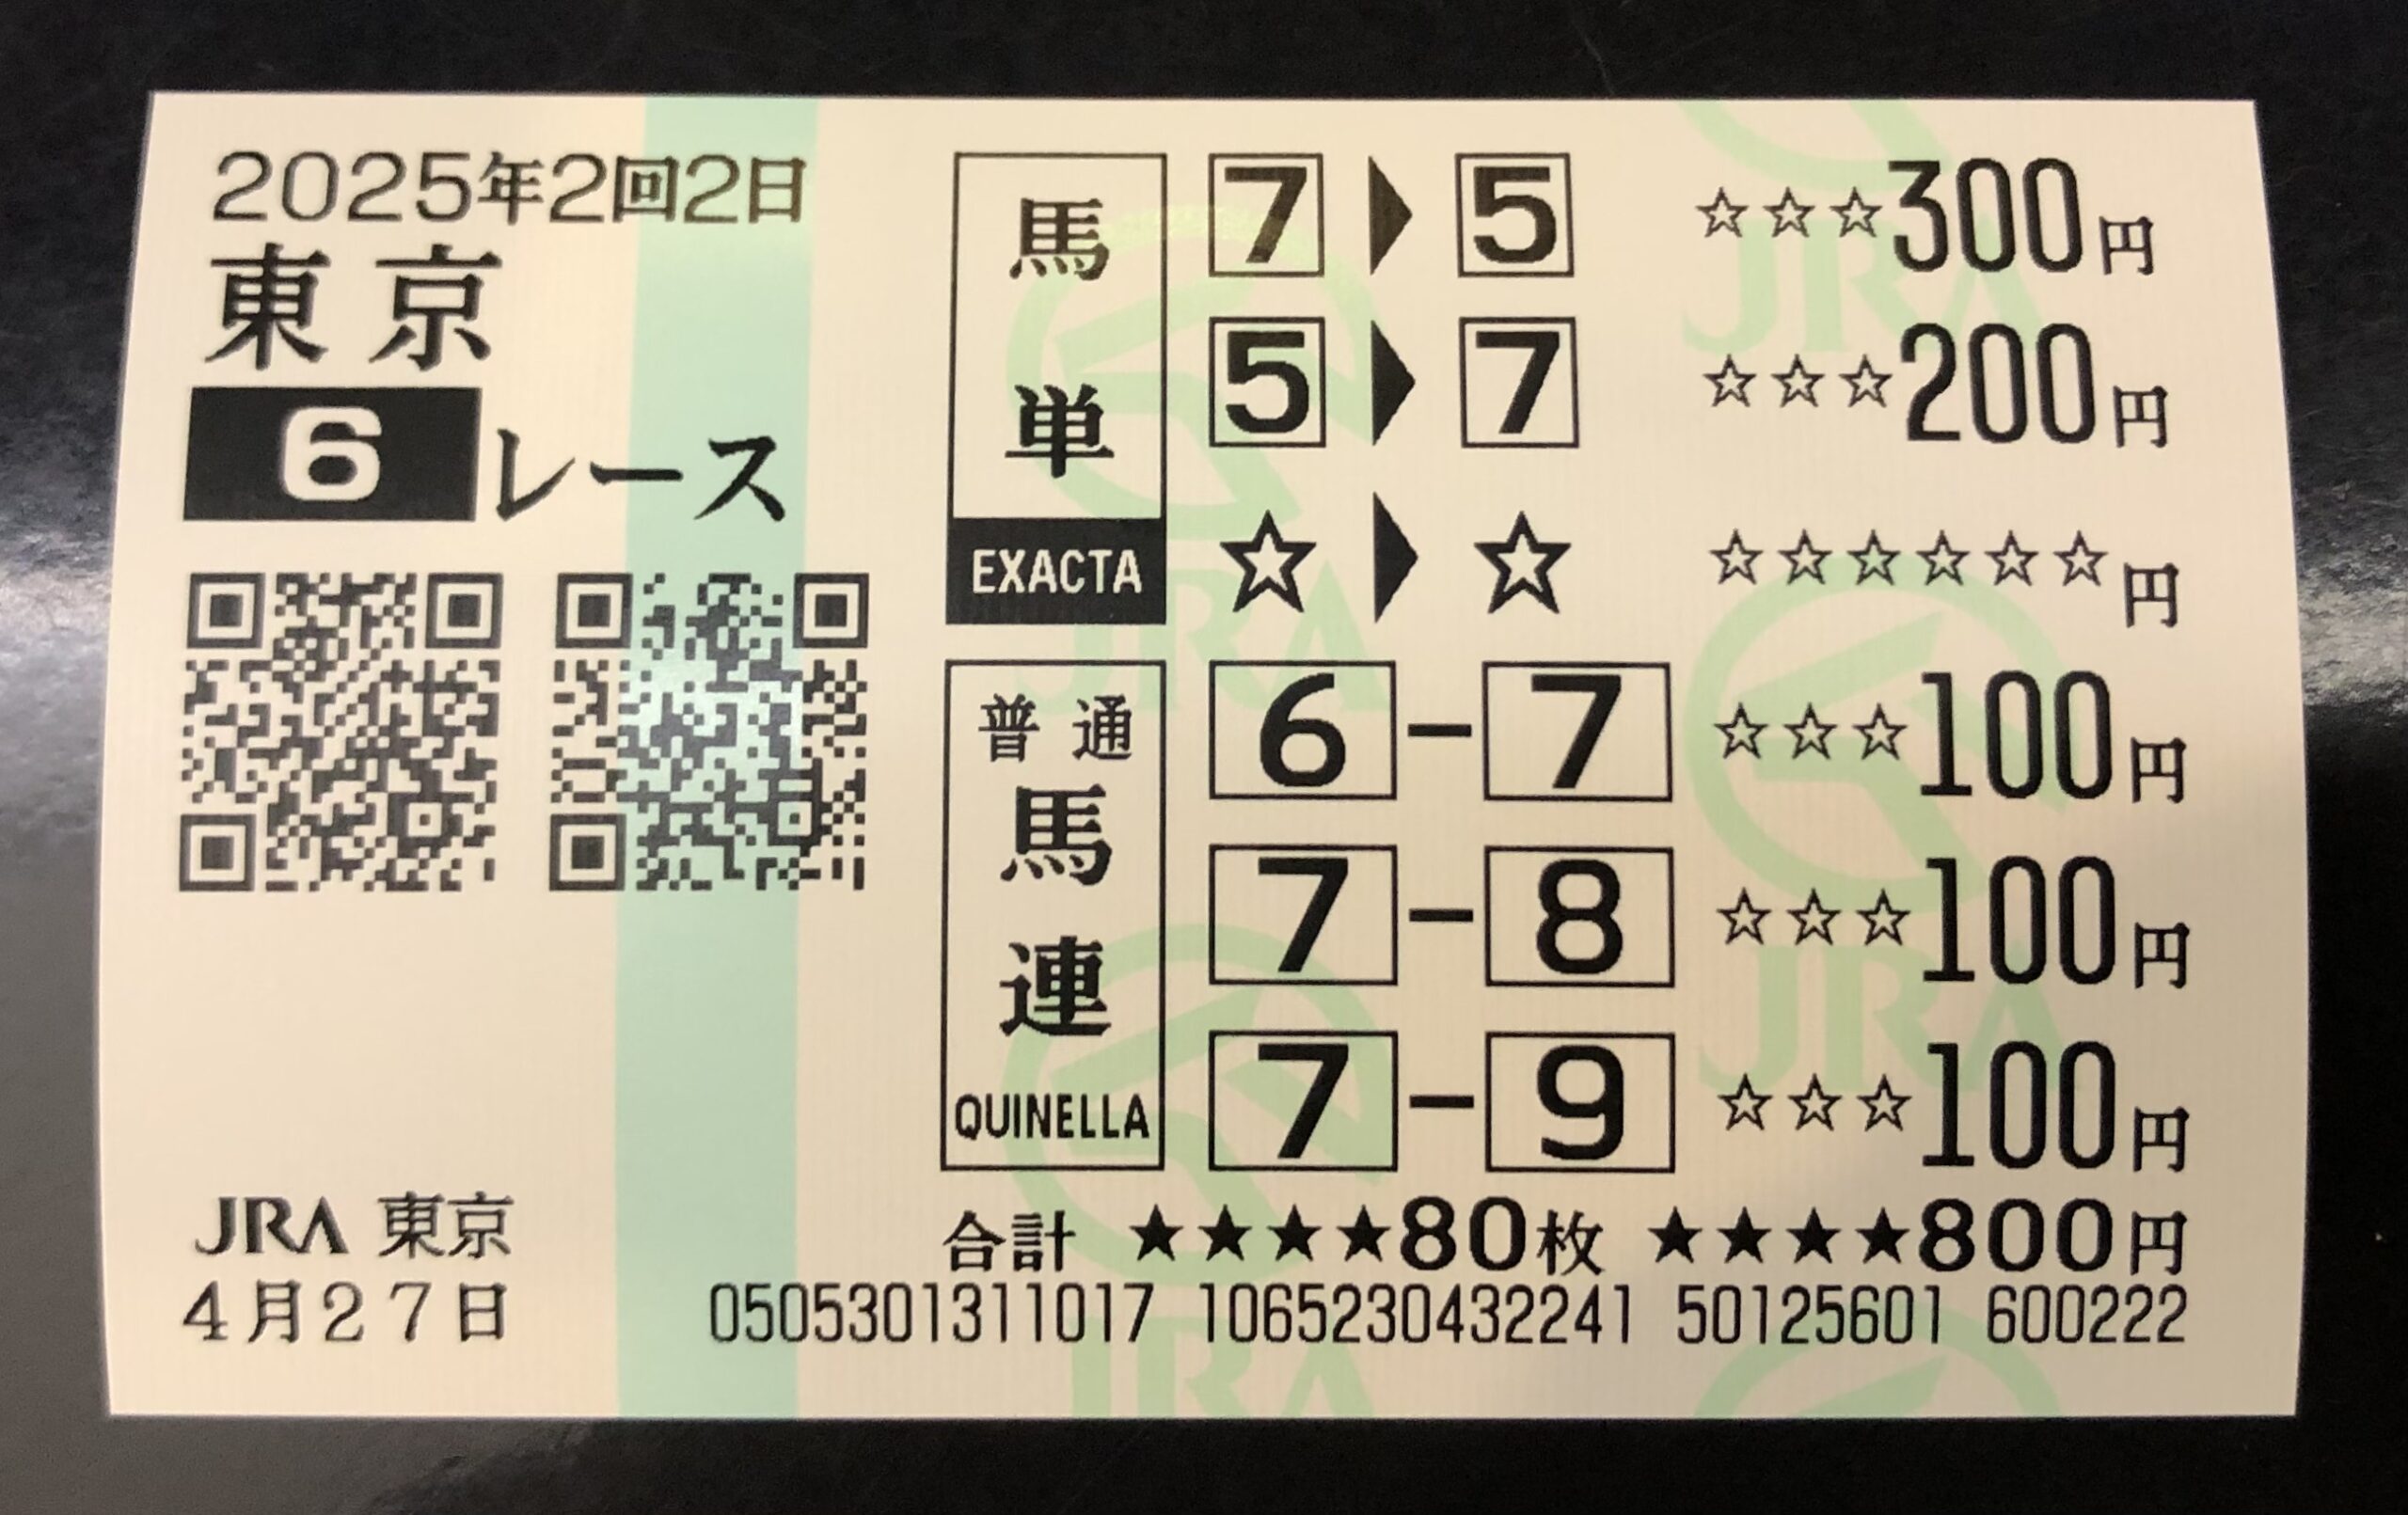 2025年2回2日
東京
6レース
JRA 東京
4月27日
馬単
EXACTA
7▶5 ☆☆☆300円
5▶7 ☆☆☆200円
☆▶☆ ☆☆☆☆☆☆円
普通
馬連
QUINELLA
6-7 ☆☆☆100円
7-8 ☆☆☆100円
7-9 ☆☆☆100円
合計 ★★★★80枚 ★★★★800円
0505301311017 1065230432241 50125601 600222